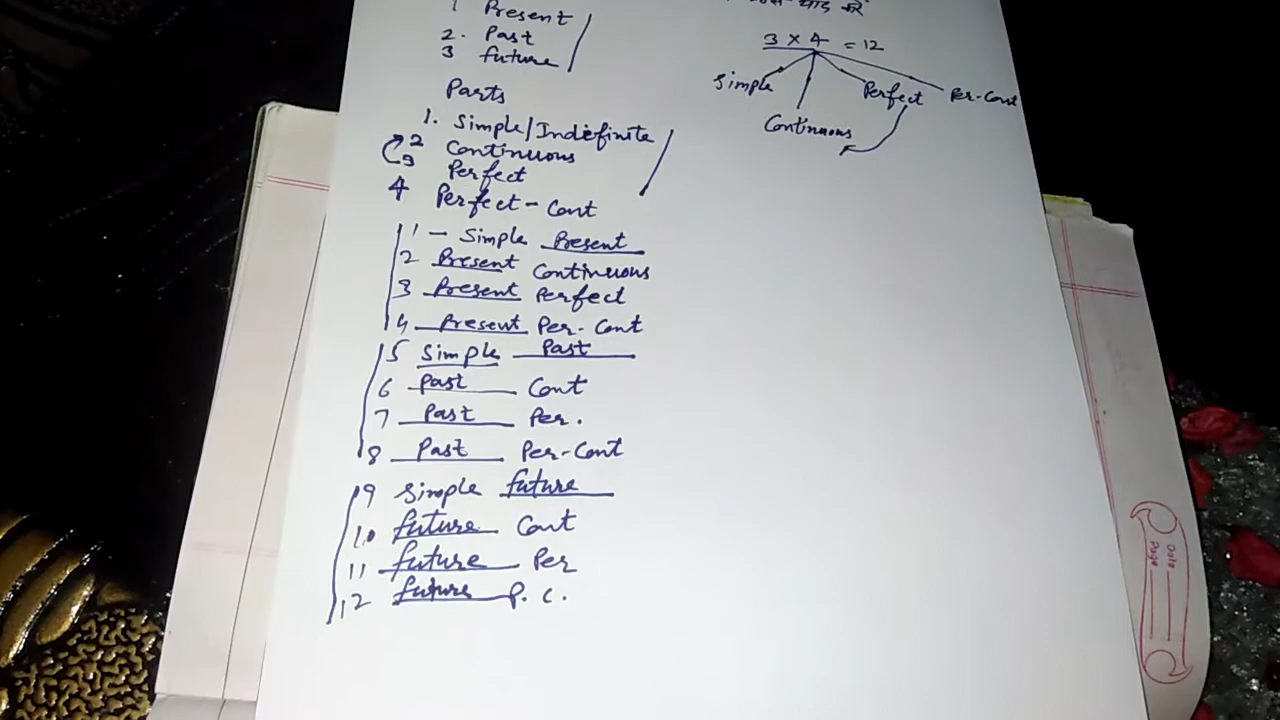 1 Present
2. Past
3 future
Parts
1. Simple/Indefinite
2 Continuous
3 Perfect
4 Perfect - Cont
1 - Simple Present
2 Present Continuous
3 Present Perfect
4 Present Per- Cont
5 Simple Past
6 Past Cont
7 Past Per.
8 Past Per-Cont
9 Simple future
10 future Cont
11 future Per
12 future P. C.
याद करें
3 × 4 = 12
Simple
Continuous
Perfect
Per-Cont
Date
Page